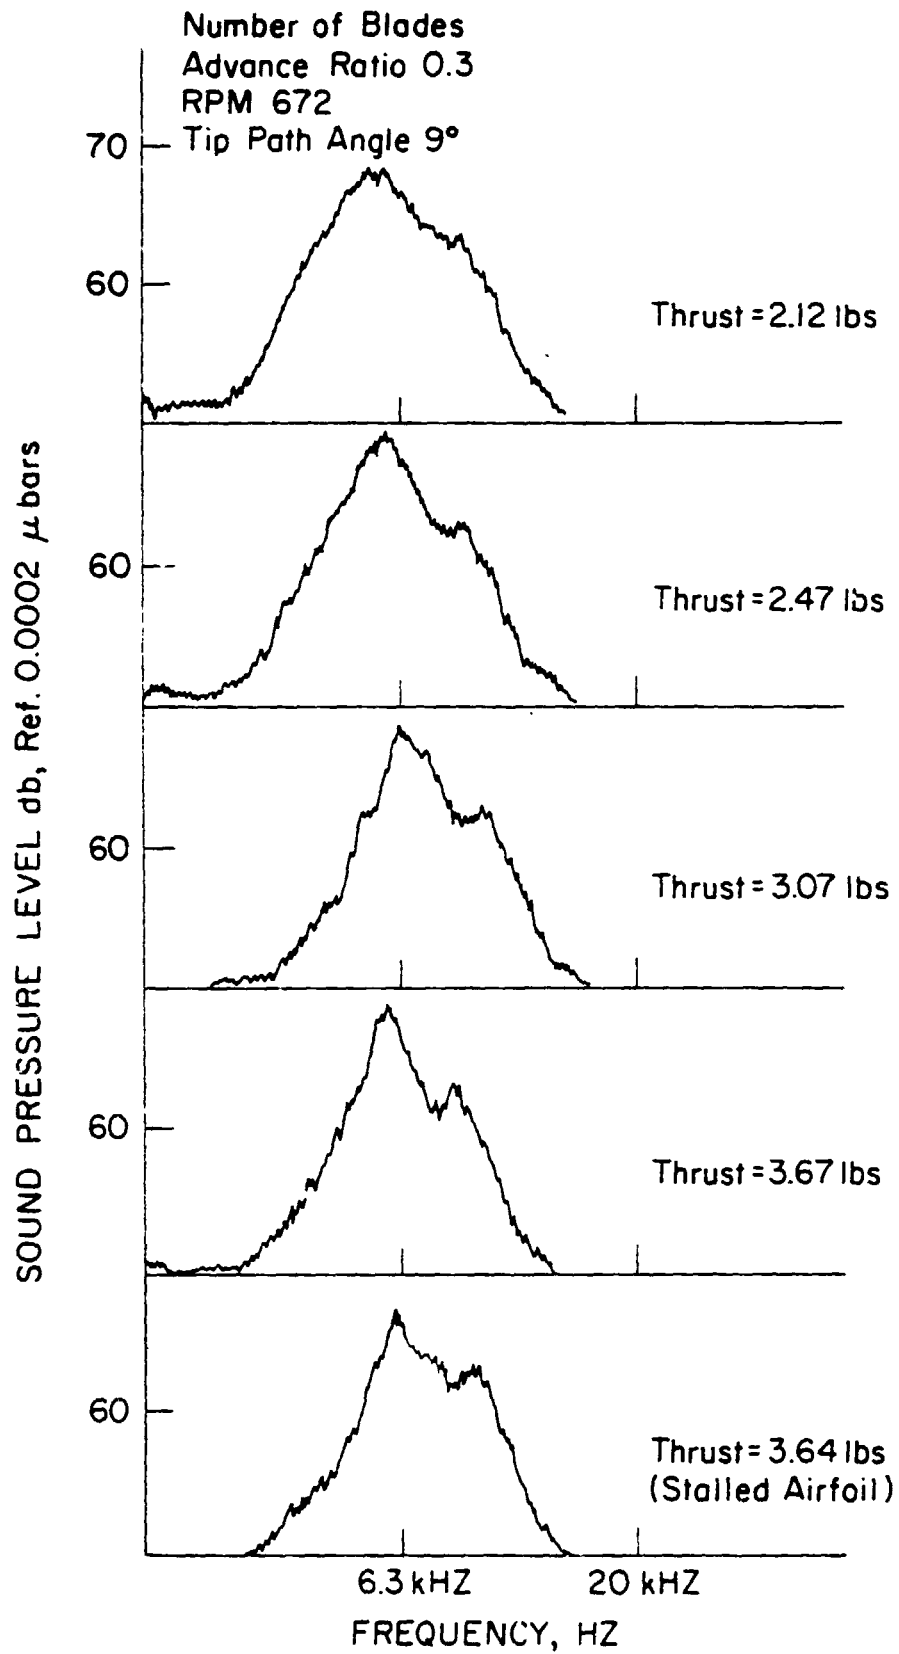 Number of Blades
Advance Ratio 0.3
RPM 672
Tip Path Angle 9°
70
60
Thrust=2.12 lbs
60
Thrust=2.47 lbs
60
Thrust=3.07 lbs
60
Thrust=3.67 lbs
60
Thrust=3.64 lbs
(Stalled Airfoil)
6.3 kHZ
20 kHZ
FREQUENCY, HZ
SOUND PRESSURE LEVEL db, Ref. 0.0002 μ bars